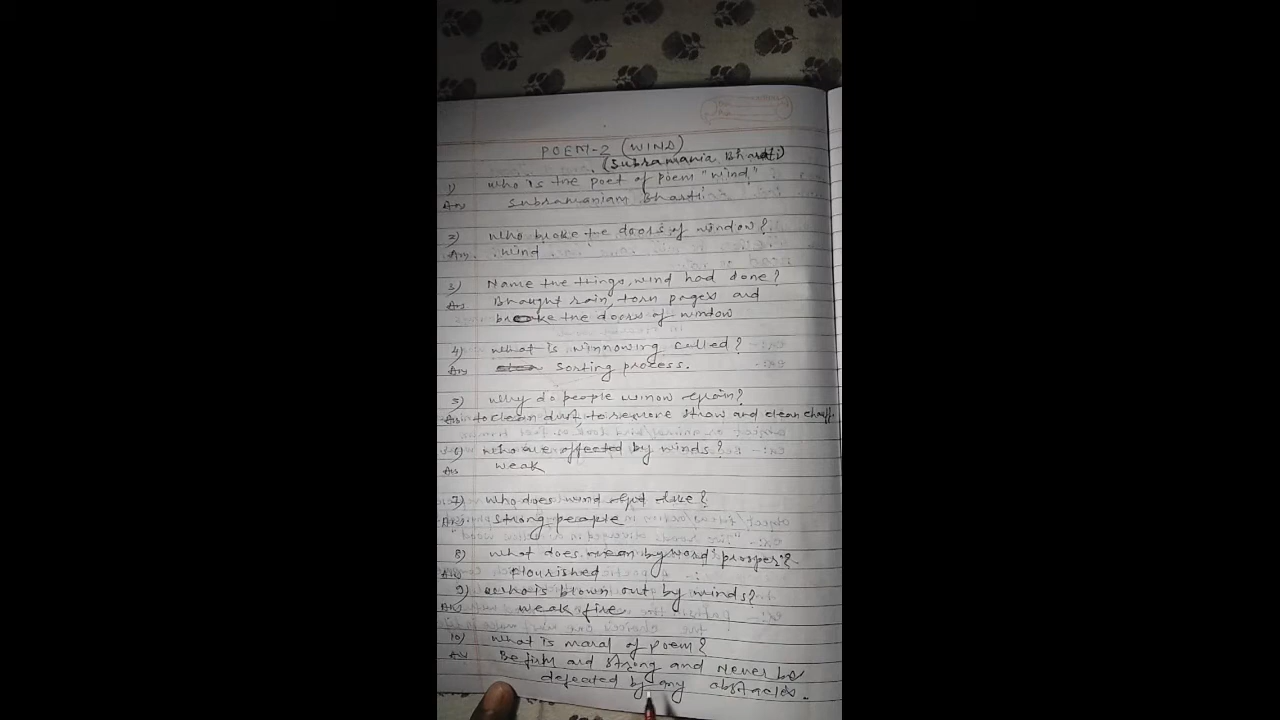 POEM-2 (WIND)
(Subramania Bharati)
1) who is the poet of poem "wind"
Ans Subramaniam Bharti
2) who broke the doors of window?
Ans. wind
3) Name the things, wind had done?
Ans Bhaught rain, torn pages and
broke the doors of window
4) what is winnowing called?
Ans sorting process.
5) why do people winow grain?
Ans to clean dust, to remove straw and clean chaff.
6) who are affected by winds?
Ans weak
7) who does wind take?
Ans strong people
8) what does mean by word prosper?
Ans flourished
9) who is blown out by winds?
Ans weak fire
10) what is moral of poem?
An Be firm and strong and Never be
defeated by any obstacles.